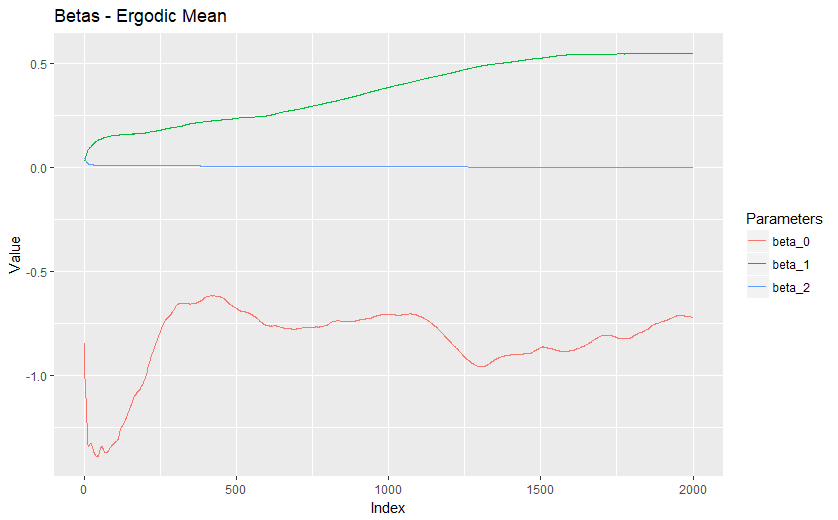 Betas - Ergodic Mean
0.5
0.0
-0.5
-1.0
Value
0 500 1000 1500 2000
Index
Parameters
beta_0
beta_1
beta_2